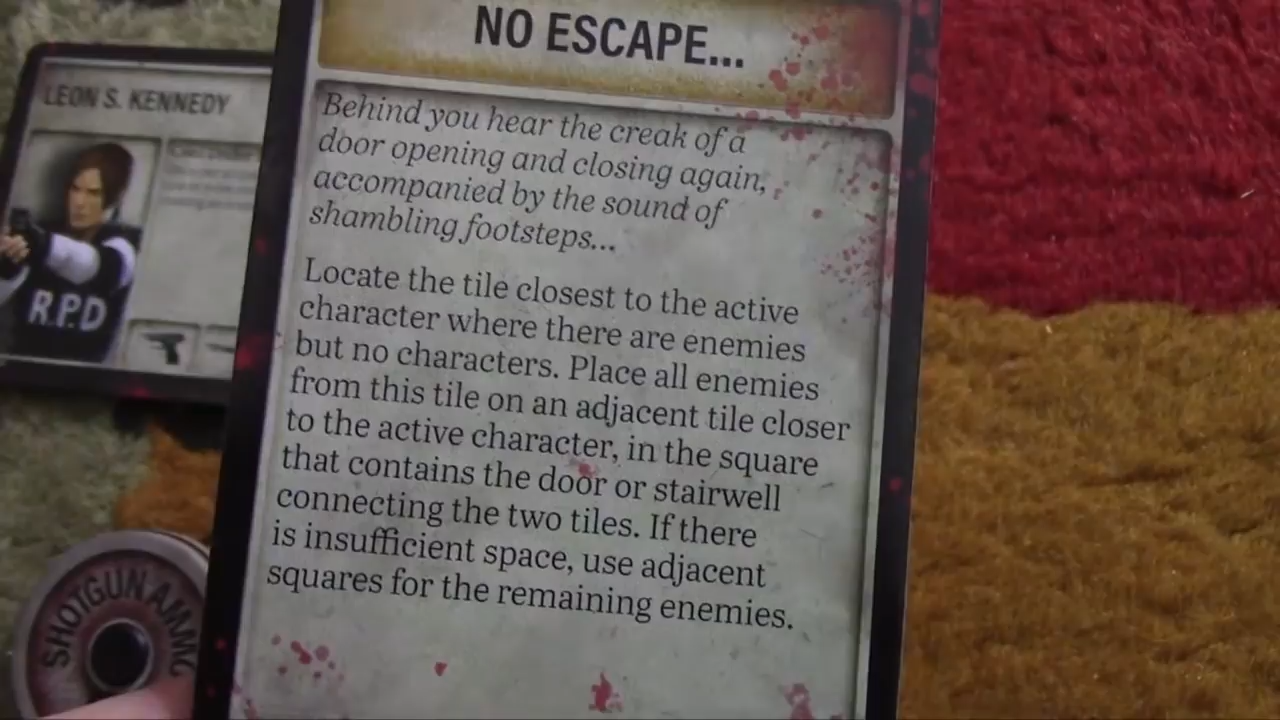 NO ESCAPE...
Behind you hear the creak of a
door opening and closing again,
accompanied by the sound of
shambling footsteps...
Locate the tile closest to the active
character where there are enemies
but no characters. Place all enemies
from this tile on an adjacent tile closer
to the active character, in the square
that contains the door or stairwell
connecting the two tiles. If there
is insufficient space, use adjacent
squares for the remaining enemies.
LEON S. KENNEDY
R.P.D
SHOTGUN AMMO